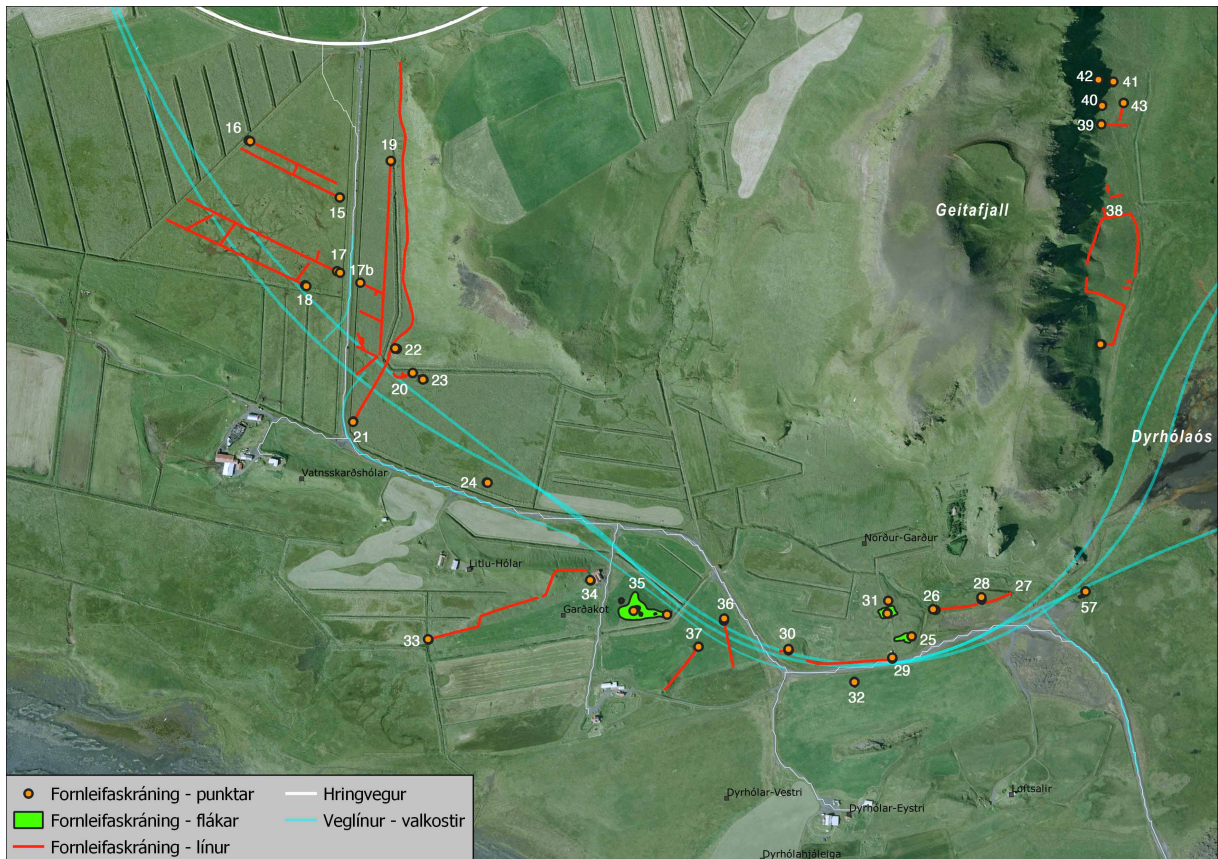 42
41
40
43
39
16
19
15
38
Geitafjall
17
17b
18
22
20
23
Dyrhólaós
21
Vatnsskarðshólar
24
Norður-Garður
Litlu-Hólar
34
35
Garðakot
36
31
26
28
27
57
33
37
30
25
29
32
Dyrhólar-Vestri
Loftsalir
Dyrhólar-Eystri
Dyrhólahjáleiga
Fornleifaskráning - punktar
Hringvegur
Fornleifaskráning - flákar
Veglínur - valkostir
Fornleifaskráning - línur